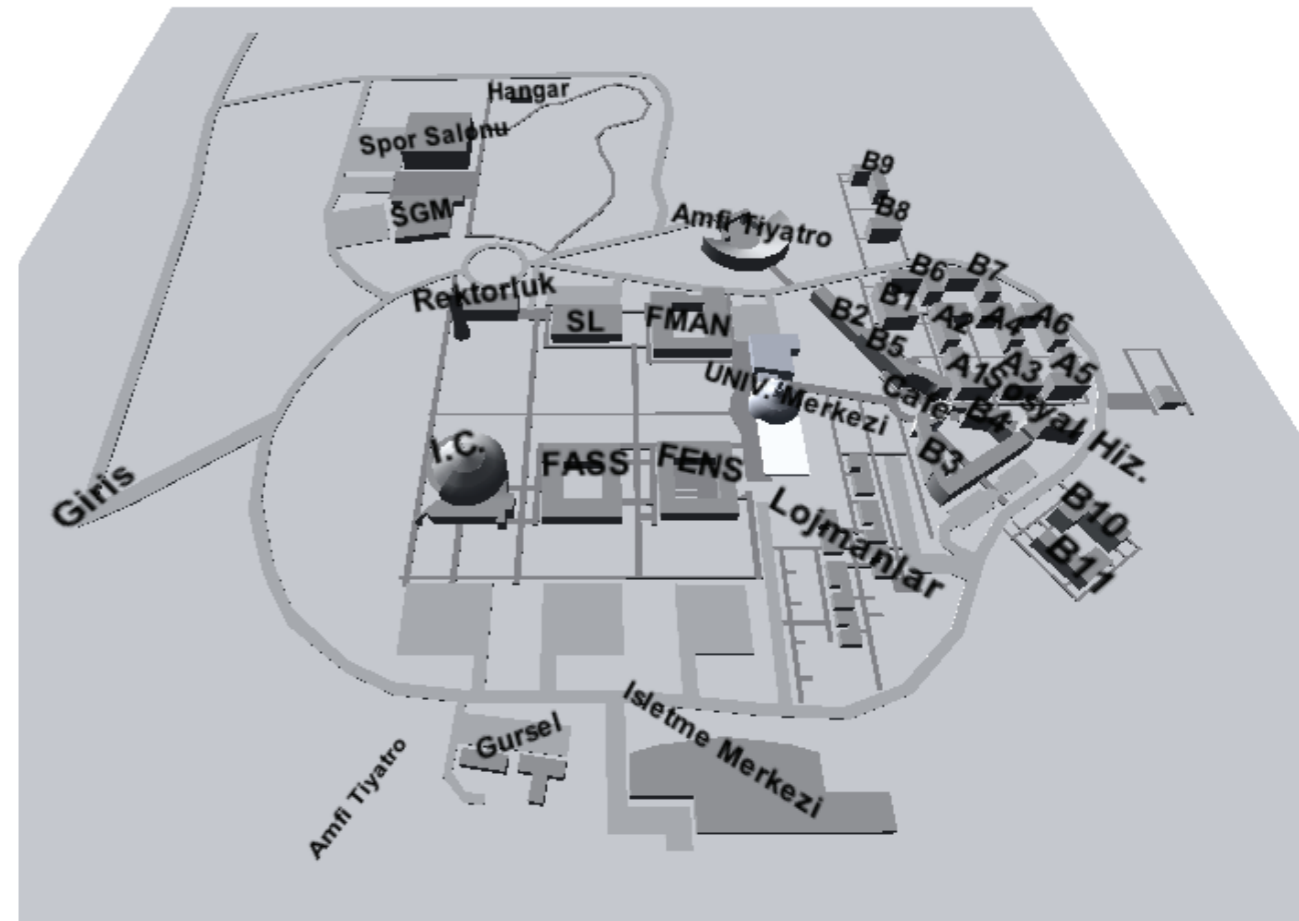 Hangar
Spor Salonu
SGM
B9
B8
Amfi Tiyatro
B6
B7
Rektorluk
SL
FMAN
B2
B1
A2
A4
A6
B5
UNIV. Merkezi
Cafe
A1
A3
A5
Sosyal Hiz.
B4
I.C.
FASS
FENS
B3
Giris
Lojmanlar
B10
B11
Isletme Merkezi
Gursel
Amfi Tiyatro